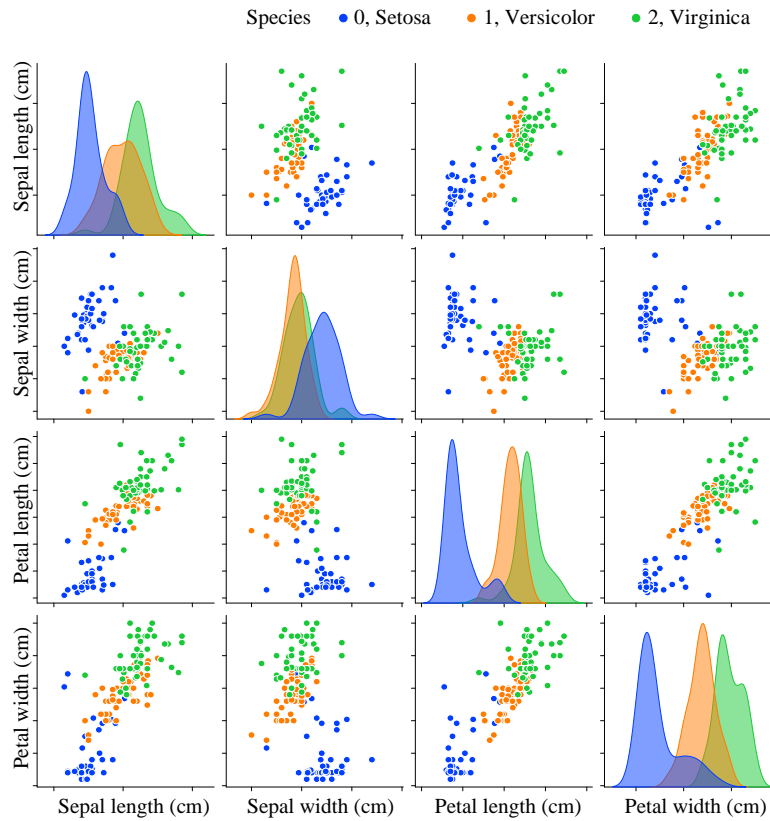 Species 0, Setosa 1, Versicolor 2, Virginica
Sepal length (cm)
Sepal width (cm)
Petal length (cm)
Petal width (cm)
Sepal length (cm) Sepal width (cm) Petal length (cm) Petal width (cm)